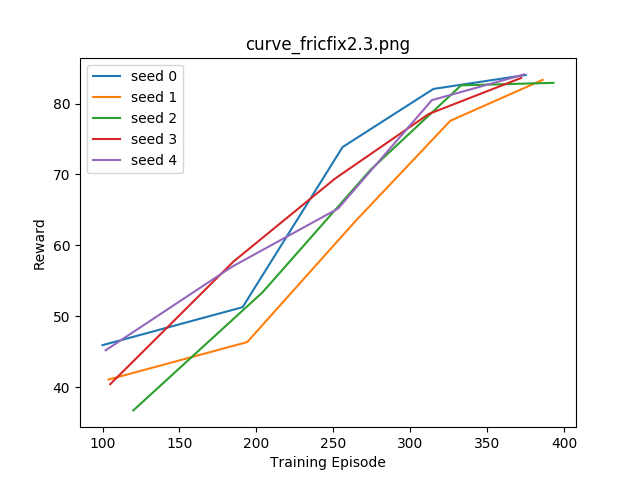 curve_fricfix2.3.png
seed 0
seed 1
seed 2
seed 3
seed 4
Reward
80
70
60
50
40
100 150 200 250 300 350 400
Training Episode